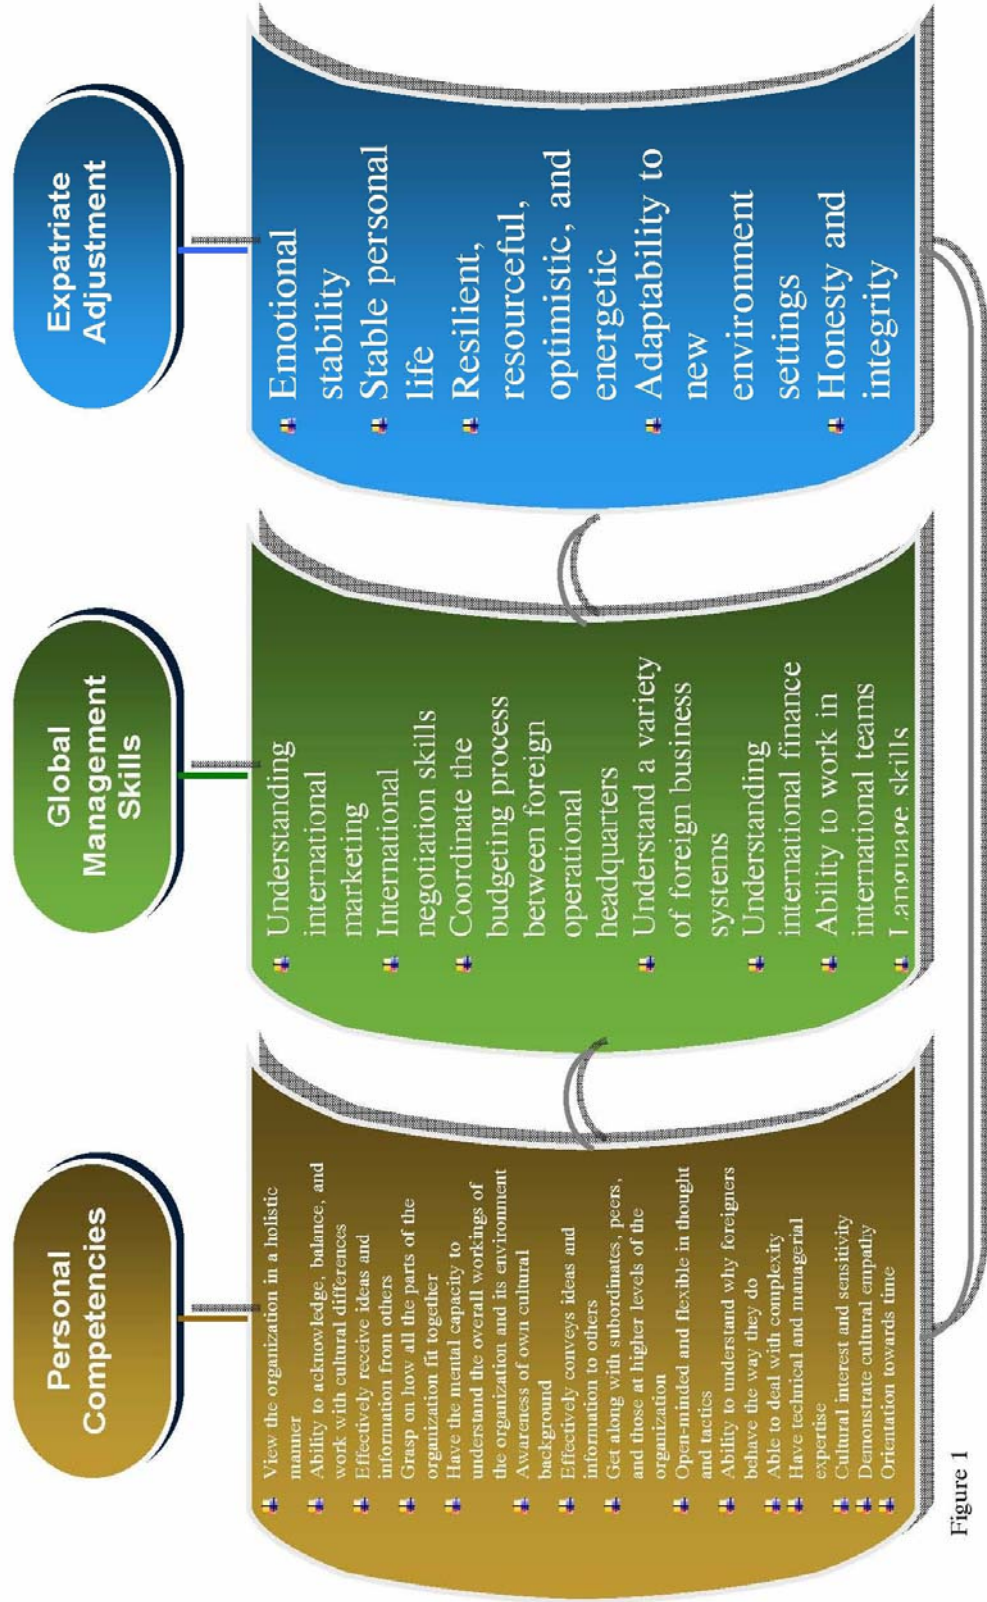 Personal
Competencies
View the organization in a holistic
manner
Ability to acknowledge, balance, and
work with cultural differences
Effectively receive ideas and
information from others
Grasp on how all the parts of the
organization fit together
Have the mental capacity to
understand the overall workings of
the organization and its environment
Awareness of own cultural
background
Effectively conveys ideas and
information to others
Get along with subordinates, peers,
and those at higher levels of the
organization
Open-minded and flexible in thought
and tactics
Ability to understand why foreigners
behave the way they do
Able to deal with complexity
Have technical and managerial
expertise
Cultural interest and sensitivity
Demonstrate cultural empathy
Orientation towards time
Global
Management
Skills
Understanding
international
marketing
International
negotiation skills
Coordinate the
budgeting process
between foreign
operational
headquarters
Understand a variety
of foreign business
systems
Understanding
international finance
Ability to work in
international teams
Language skills
Expatriate
Adjustment
Emotional
stability
Stable personal
life
Resilient,
resourceful,
optimistic, and
energetic
Adaptability to
new
environment
settings
Honesty and
integrity
Figure 1